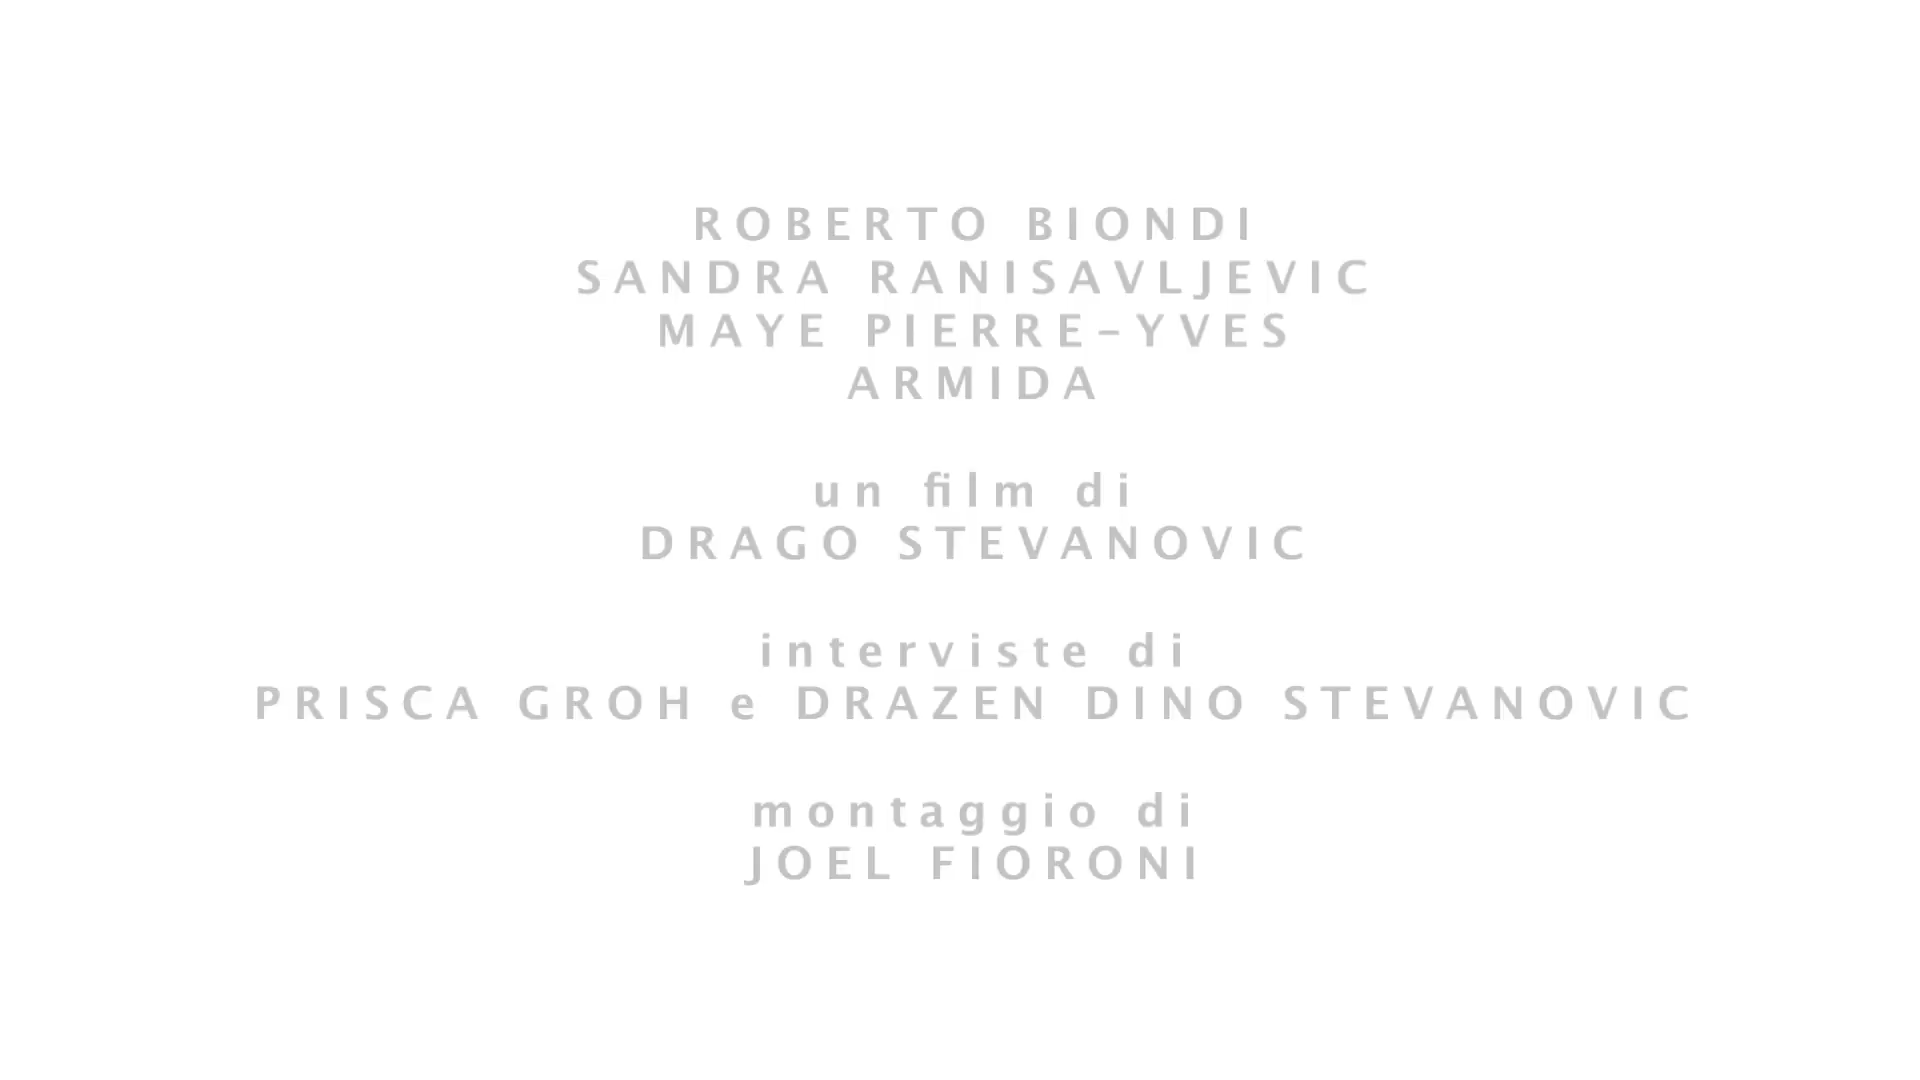 ROBERTO BIONDI
SANDRA RANISAVLJEVIC
MAYE PIERRE-YVES
ARMIDA
un film di
DRAGO STEVANOVIC
interviste di
PRISCA GROH e DRAZEN DINO STEVANOVIC
montaggio di
JOEL FIORONI